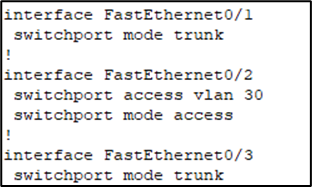 interface FastEthernet0/1
 switchport mode trunk
!
interface FastEthernet0/2
 switchport access vlan 30
 switchport mode access
!
interface FastEthernet0/3
 switchport mode trunk